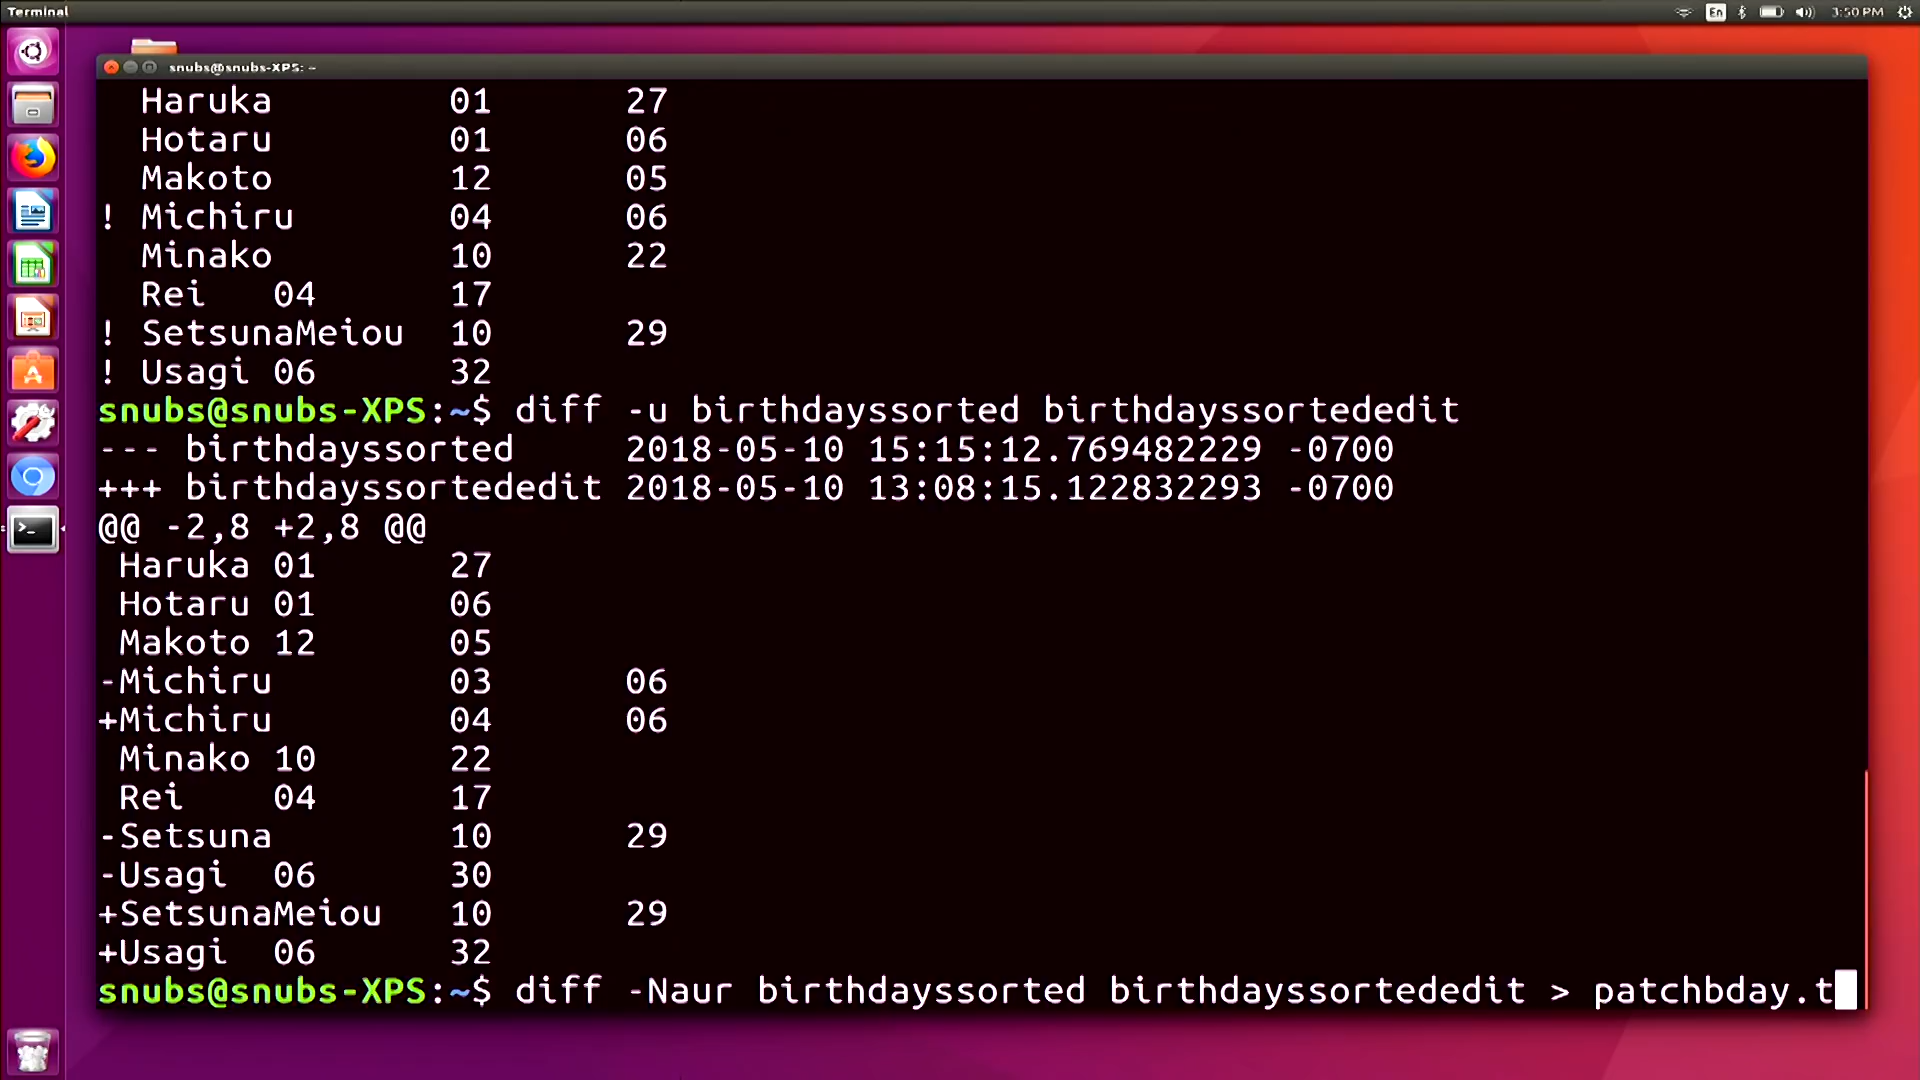 Terminal
En
3:50 PM
snubs@snubs-XPS: ~
Haruka 01 27
Hotaru 01 06
Makoto 12 05
! Michiru 04 06
Minako 10 22
Rei 04 17
! SetsunaMeiou 10 29
! Usagi 06 32
snubs@snubs-XPS:~$ diff -u birthdayssorted birthdayssortededit
--- birthdayssorted 2018-05-10 15:15:12.769482229 -0700
+++ birthdayssortededit 2018-05-10 13:08:15.122832293 -0700
@@ -2,8 +2,8 @@
Haruka 01 27
Hotaru 01 06
Makoto 12 05
-Michiru 03 06
+Michiru 04 06
Minako 10 22
Rei 04 17
-Setsuna 10 29
-Usagi 06 30
+SetsunaMeiou 10 29
+Usagi 06 32
snubs@snubs-XPS:~$ diff -Naur birthdayssorted birthdayssortededit > patchbday.t